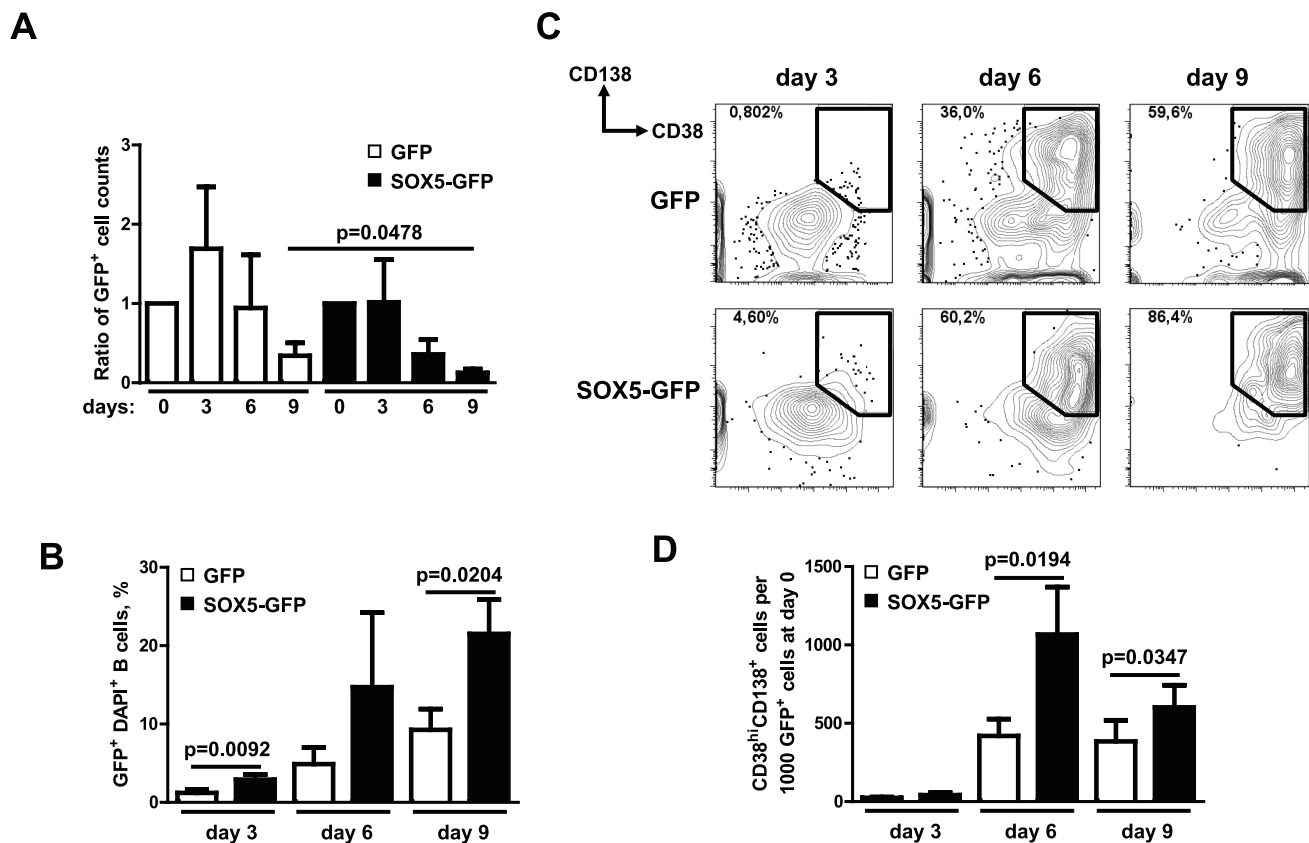 A
Ratio of GFP+ cell counts
3
2
1
0
GFP
SOX5-GFP
p=0.0478
days: 0 3 6 9 0 3 6 9
B
GFP+ DAPI+ B cells, %
30
20
10
0
GFP
SOX5-GFP
p=0.0092
p=0.0204
day 3 day 6 day 9
C
CD138
CD38
day 3 day 6 day 9
GFP
0,802% 36,0% 59,6%
SOX5-GFP
4,60% 60,2% 86,4%
D
CD38hiCD138+ cells per
1000 GFP+ cells at day 0
1500
1000
500
0
GFP
SOX5-GFP
p=0.0194
p=0.0347
day 3 day 6 day 9